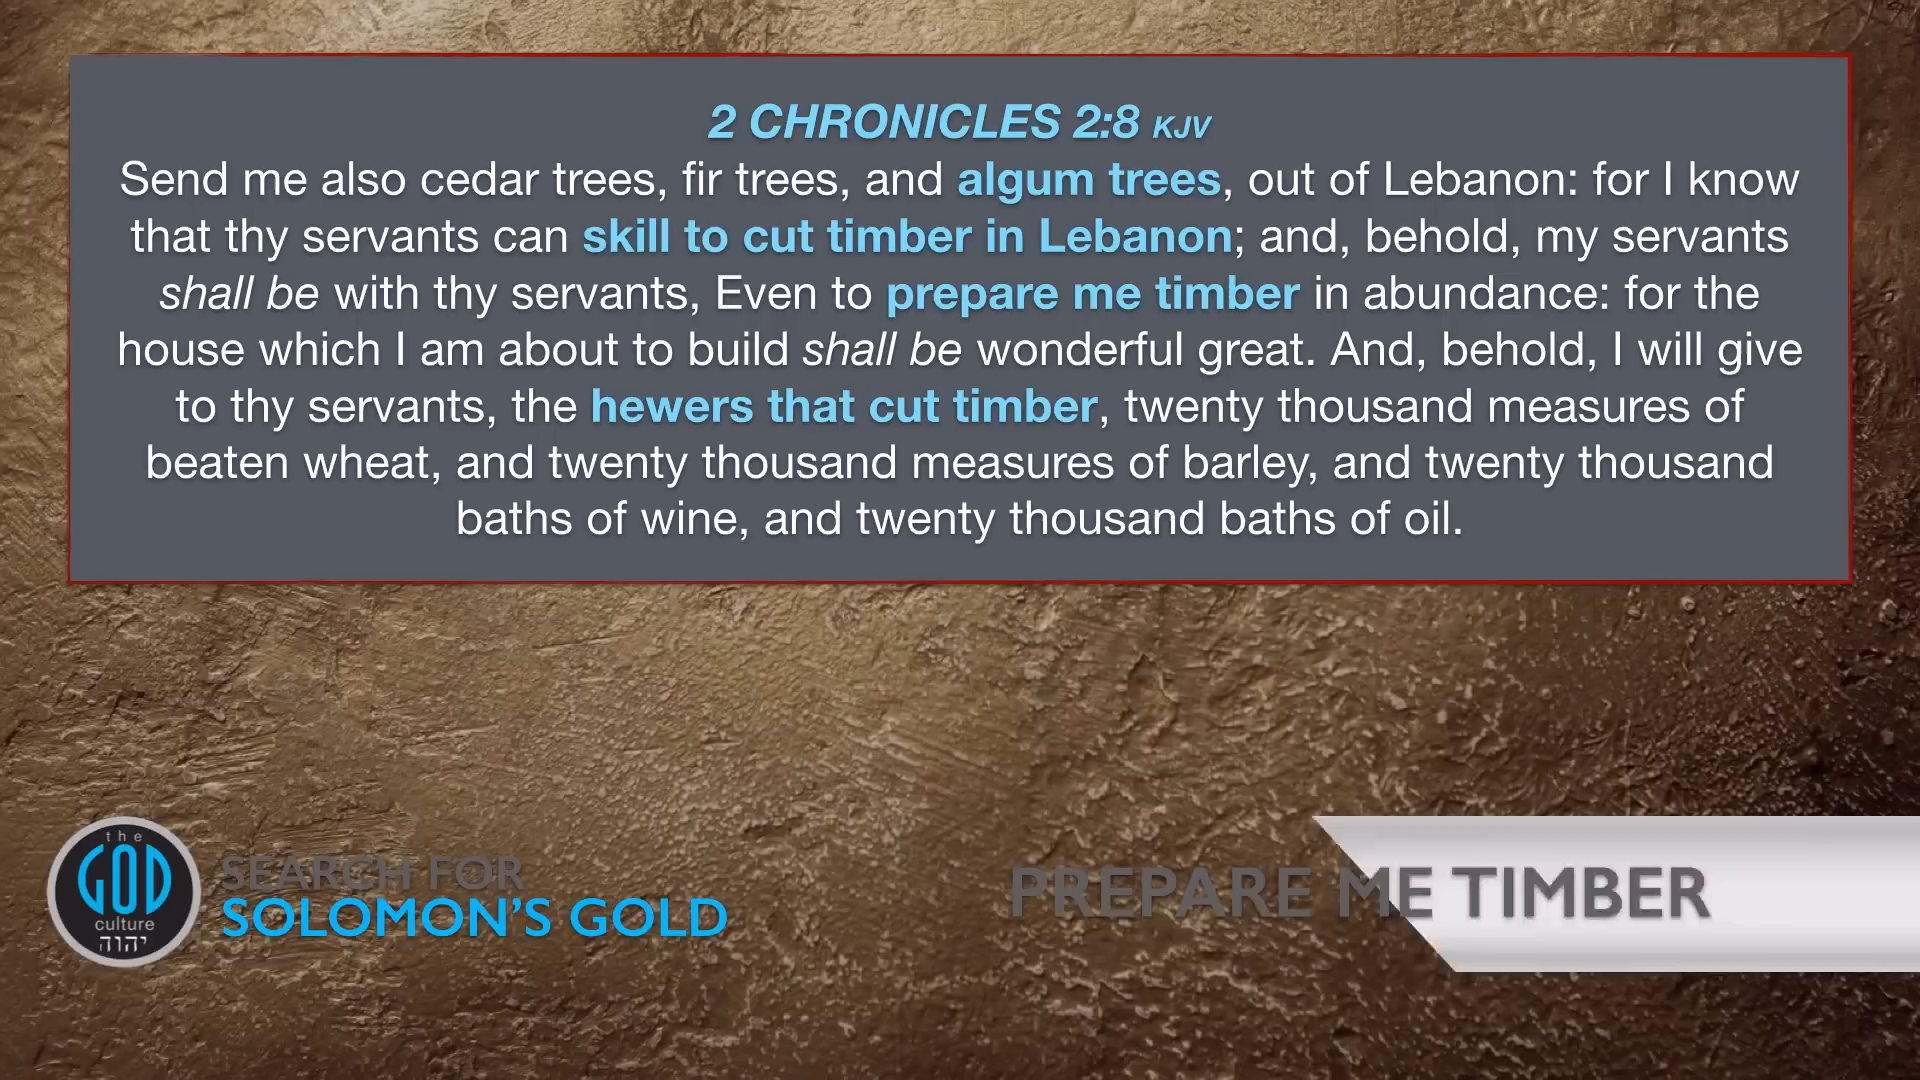 2 CHRONICLES 2:8 KJV
Send me also cedar trees, fir trees, and algum trees, out of Lebanon: for I know
that thy servants can skill to cut timber in Lebanon; and, behold, my servants
shall be with thy servants, Even to prepare me timber in abundance: for the
house which I am about to build shall be wonderful great. And, behold, I will give
to thy servants, the hewers that cut timber, twenty thousand measures of
beaten wheat, and twenty thousand measures of barley, and twenty thousand
baths of wine, and twenty thousand baths of oil.
the
GOD
culture
יהוה
SEARCH FOR
SOLOMON'S GOLD
PREPARE ME TIMBER